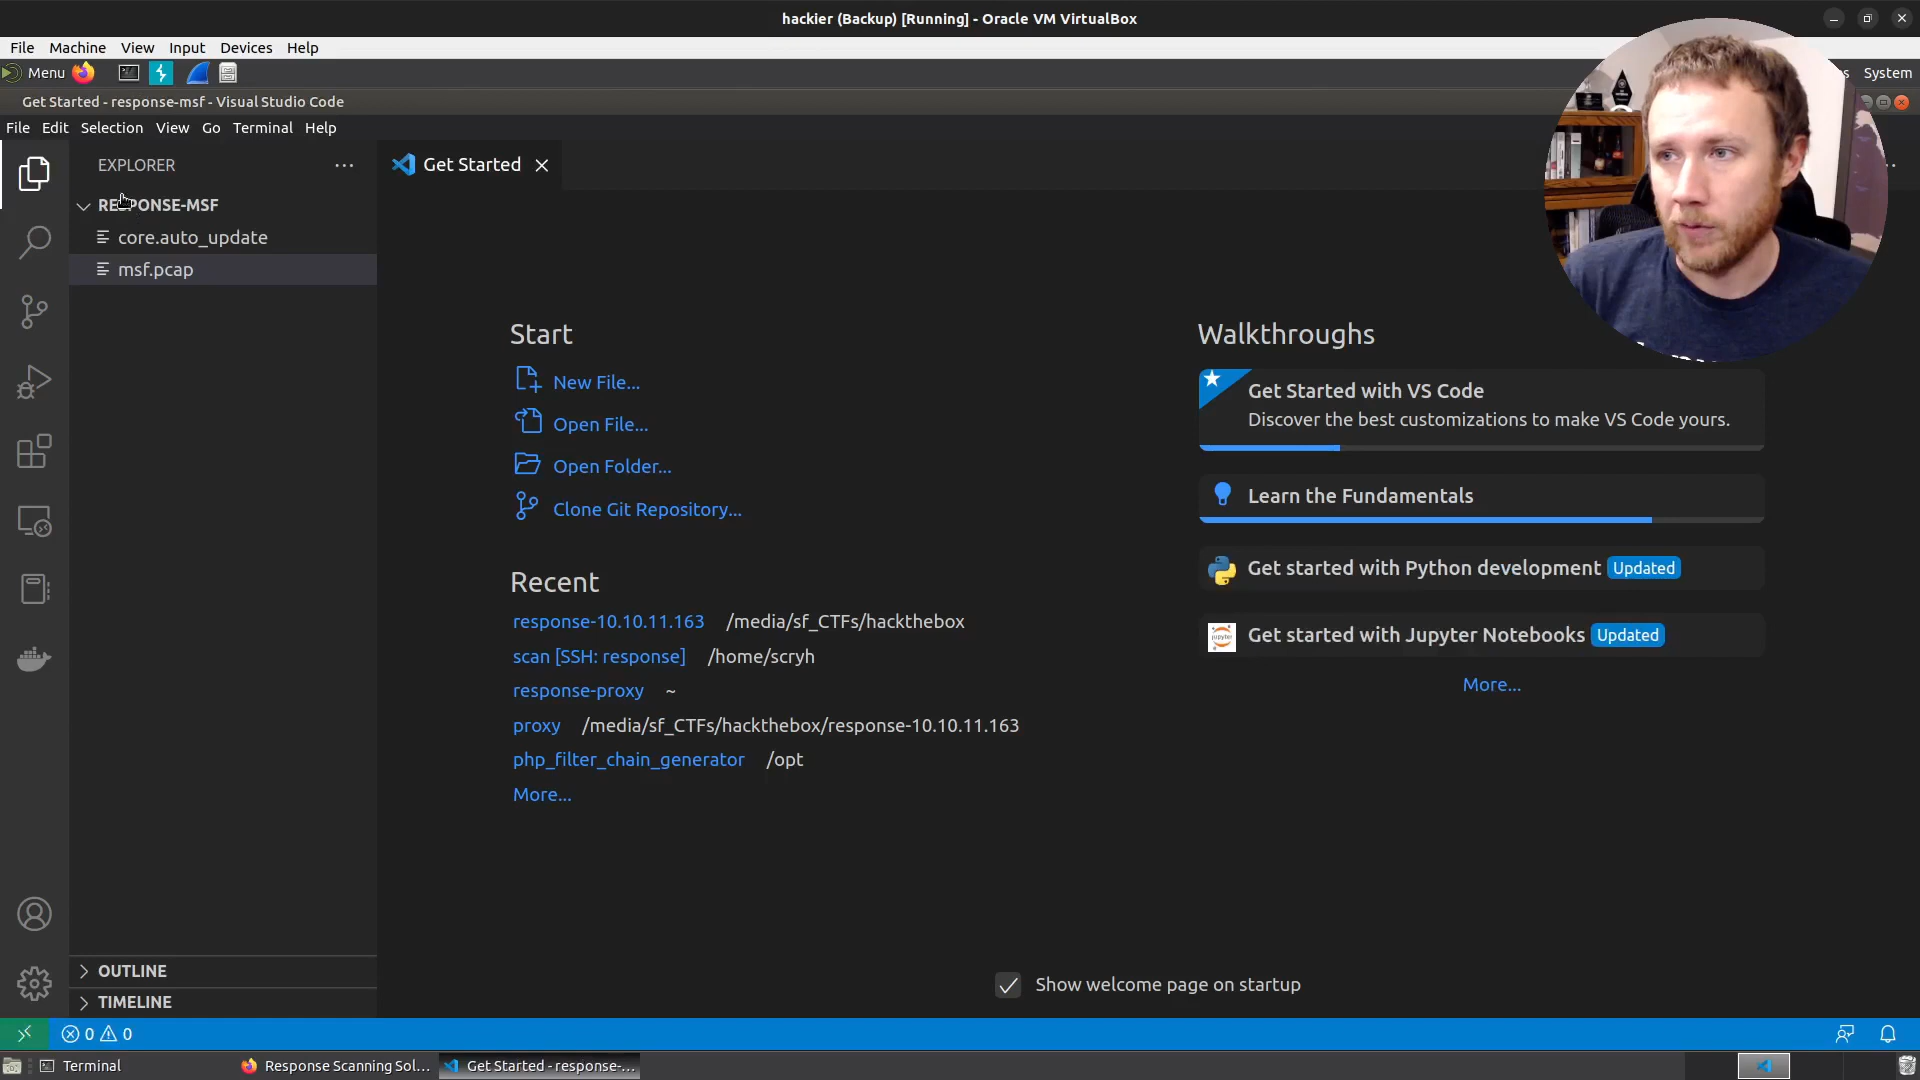 hackier (Backup) [Running] - Oracle VM VirtualBox
File Machine View Input Devices Help
Menu System
Get Started - response-msf - Visual Studio Code
File Edit Selection View Go Terminal Help
EXPLORER
Get Started
RESPONSE-MSF
core.auto_update
msf.pcap
Start
New File...
Open File...
Open Folder...
Clone Git Repository...
Recent
response-10.10.11.163 /media/sf_CTFs/hackthebox
scan [SSH: response] /home/scryh
response-proxy ~
proxy /media/sf_CTFs/hackthebox/response-10.10.11.163
php_filter_chain_generator /opt
More...
Walkthroughs
Get Started with VS Code
Discover the best customizations to make VS Code yours.
Learn the Fundamentals
Get started with Python development Updated
Get started with Jupyter Notebooks Updated
More...
OUTLINE
TIMELINE
Show welcome page on startup
0 0
Terminal Response Scanning Sol... Get Started - response-...